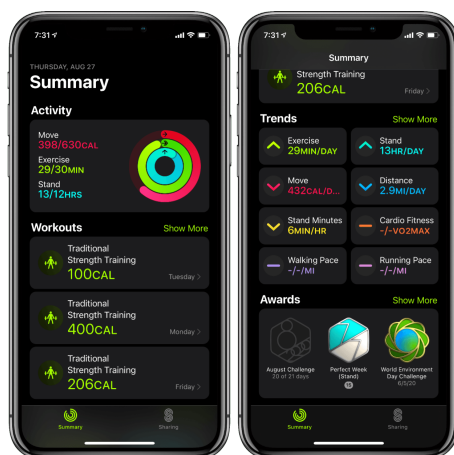 7:31
THURSDAY, AUG 27
Summary
Activity
Move
398/630CAL
Exercise
29/30MIN
Stand
13/12HRS
Workouts Show More
Traditional
Strength Training
100CAL
Tuesday
Traditional
Strength Training
400CAL
Monday
Traditional
Strength Training
206CAL
Friday
Summary Sharing
7:31
Summary
Strength Training
206CAL
Friday
Trends Show More
Exercise
29MIN/DAY
Stand
13HR/DAY
Move
432CAL/D...
Distance
2.9MI/DAY
Stand Minutes
6MIN/HR
Cardio Fitness
-/-VO2MAX
Walking Pace
-/-/MI
Running Pace
-/-/MI
Awards Show More
August Challenge
20 of 21 days
Perfect Week
(Stand)
15
World Environment
Day Challenge
6/5/20
Summary Sharing